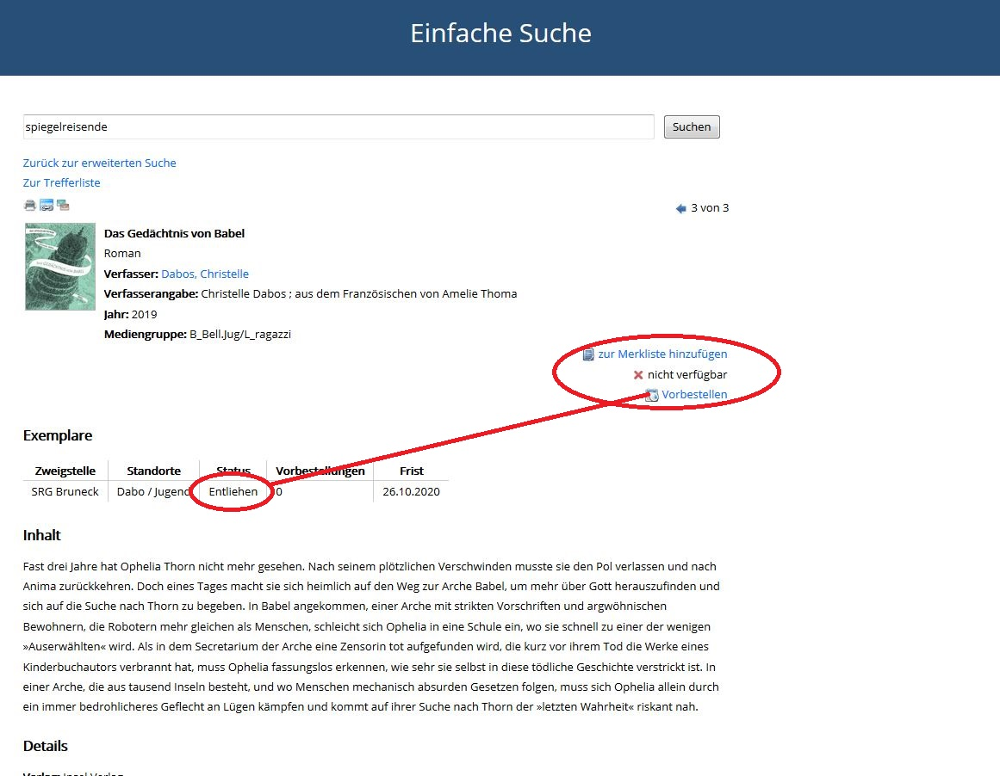 Einfache Suche
spiegelreisende
Suchen
Zurück zur erweiterten Suche
Zur Trefferliste
3 von 3
Das Gedächtnis von Babel
Roman
Verfasser: Dabos, Christelle
Verfasserangabe: Christelle Dabos ; aus dem Französischen von Amelie Thoma
Jahr: 2019
Mediengruppe: B_Bell.Jug/L_ragazzi
zur Merkliste hinzufügen
nicht verfügbar
Vorbestellen
Exemplare
Zweigstelle Standorte Status Vorbestellungen Frist
SRG Bruneck Dabo / Jugend Entliehen 0 26.10.2020
Inhalt
Fast drei Jahre hat Ophelia Thorn nicht mehr gesehen. Nach seinem plötzlichen Verschwinden musste sie den Pol verlassen und nach
Anima zurückkehren. Doch eines Tages macht sie sich heimlich auf den Weg zur Arche Babel, um mehr über Gott herauszufinden und
sich auf die Suche nach Thorn zu begeben. In Babel angekommen, einer Arche mit strikten Vorschriften und argwöhnischen
Bewohnern, die Robotern mehr gleichen als Menschen, schleicht sich Ophelia in eine Schule ein, wo sie schnell zu einer der wenigen
»Auserwählten« wird. Als in dem Secretarium der Arche eine Zensorin tot aufgefunden wird, die kurz vor ihrem Tod die Werke eines
Kinderbuchautors verbrannt hat, muss Ophelia fassungslos erkennen, wie sehr sie selbst in diese tödliche Geschichte verstrickt ist. In
einer Arche, die aus tausend Inseln besteht, und wo Menschen mechanisch absurden Gesetzen folgen, muss sich Ophelia allein durch
ein immer bedrohlicheres Geflecht an Lügen kämpfen und kommt auf ihrer Suche nach Thorn der »letzten Wahrheit« riskant nah.
Details
Verlag: Insel Verlag